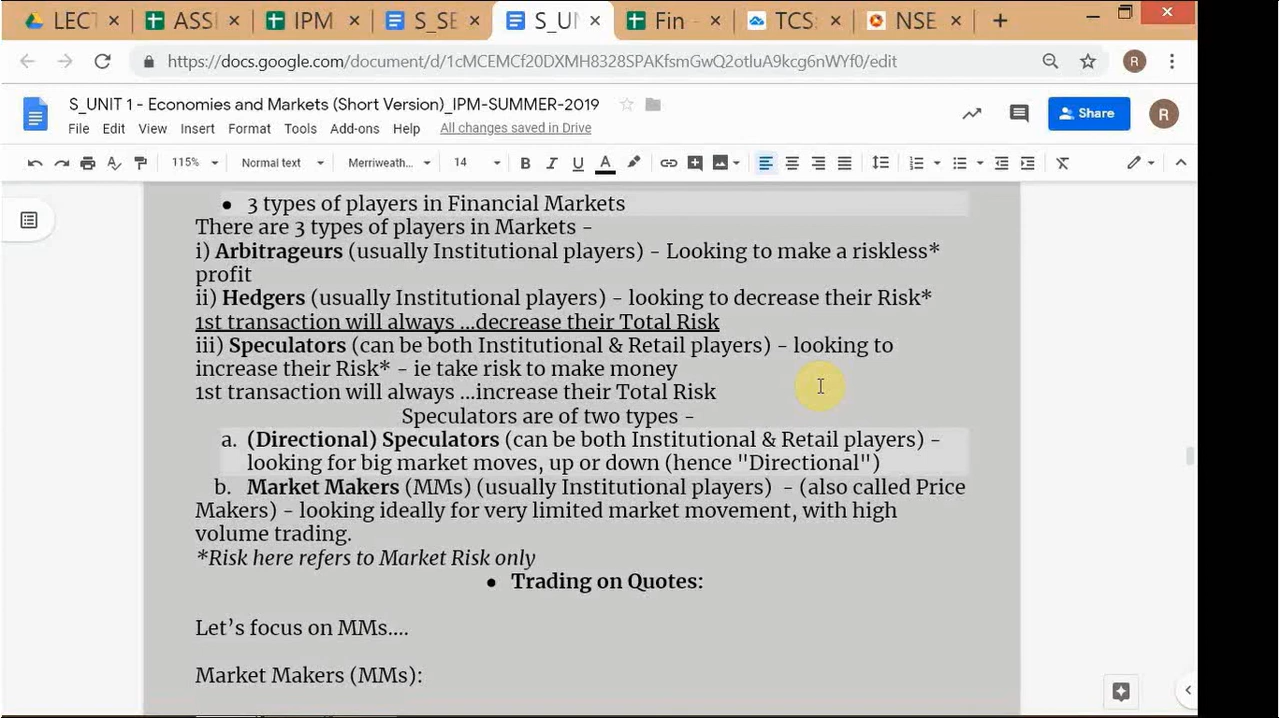 LECT
ASSI
IPM
S_SE
S_UN
Fin -
TCS:
NSE
https://docs.google.com/document/d/1cMCEMCf20DXMH8328SPAKfsmGwQ2otluA9kcg6nWYf0/edit
R
S_UNIT 1 - Economies and Markets (Short Version)_IPM-SUMMER-2019
File Edit View Insert Format Tools Add-ons Help All changes saved in Drive
Share
R
115% Normal text Merriweath... 14 B I U A
• 3 types of players in Financial Markets
There are 3 types of players in Markets -
i) Arbitrageurs (usually Institutional players) - Looking to make a riskless*
profit
ii) Hedgers (usually Institutional players) - looking to decrease their Risk*
1st transaction will always ...decrease their Total Risk
iii) Speculators (can be both Institutional & Retail players) - looking to
increase their Risk* - ie take risk to make money
1st transaction will always ...increase their Total Risk
Speculators are of two types -
a. (Directional) Speculators (can be both Institutional & Retail players) -
looking for big market moves, up or down (hence "Directional")
b. Market Makers (MMs) (usually Institutional players) - (also called Price
Makers) - looking ideally for very limited market movement, with high
volume trading.
*Risk here refers to Market Risk only
• Trading on Quotes:
Let's focus on MMs....
Market Makers (MMs):